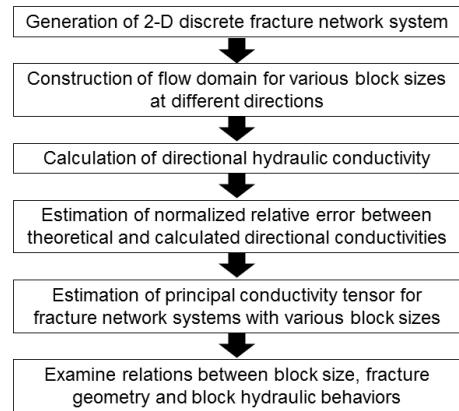 Generation of 2-D discrete fracture network system
Construction of flow domain for various block sizes
at different directions
Calculation of directional hydraulic conductivity
Estimation of normalized relative error between
theoretical and calculated directional conductivities
Estimation of principal conductivity tensor for
fracture network systems with various block sizes
Examine relations between block size, fracture
geometry and block hydraulic behaviors